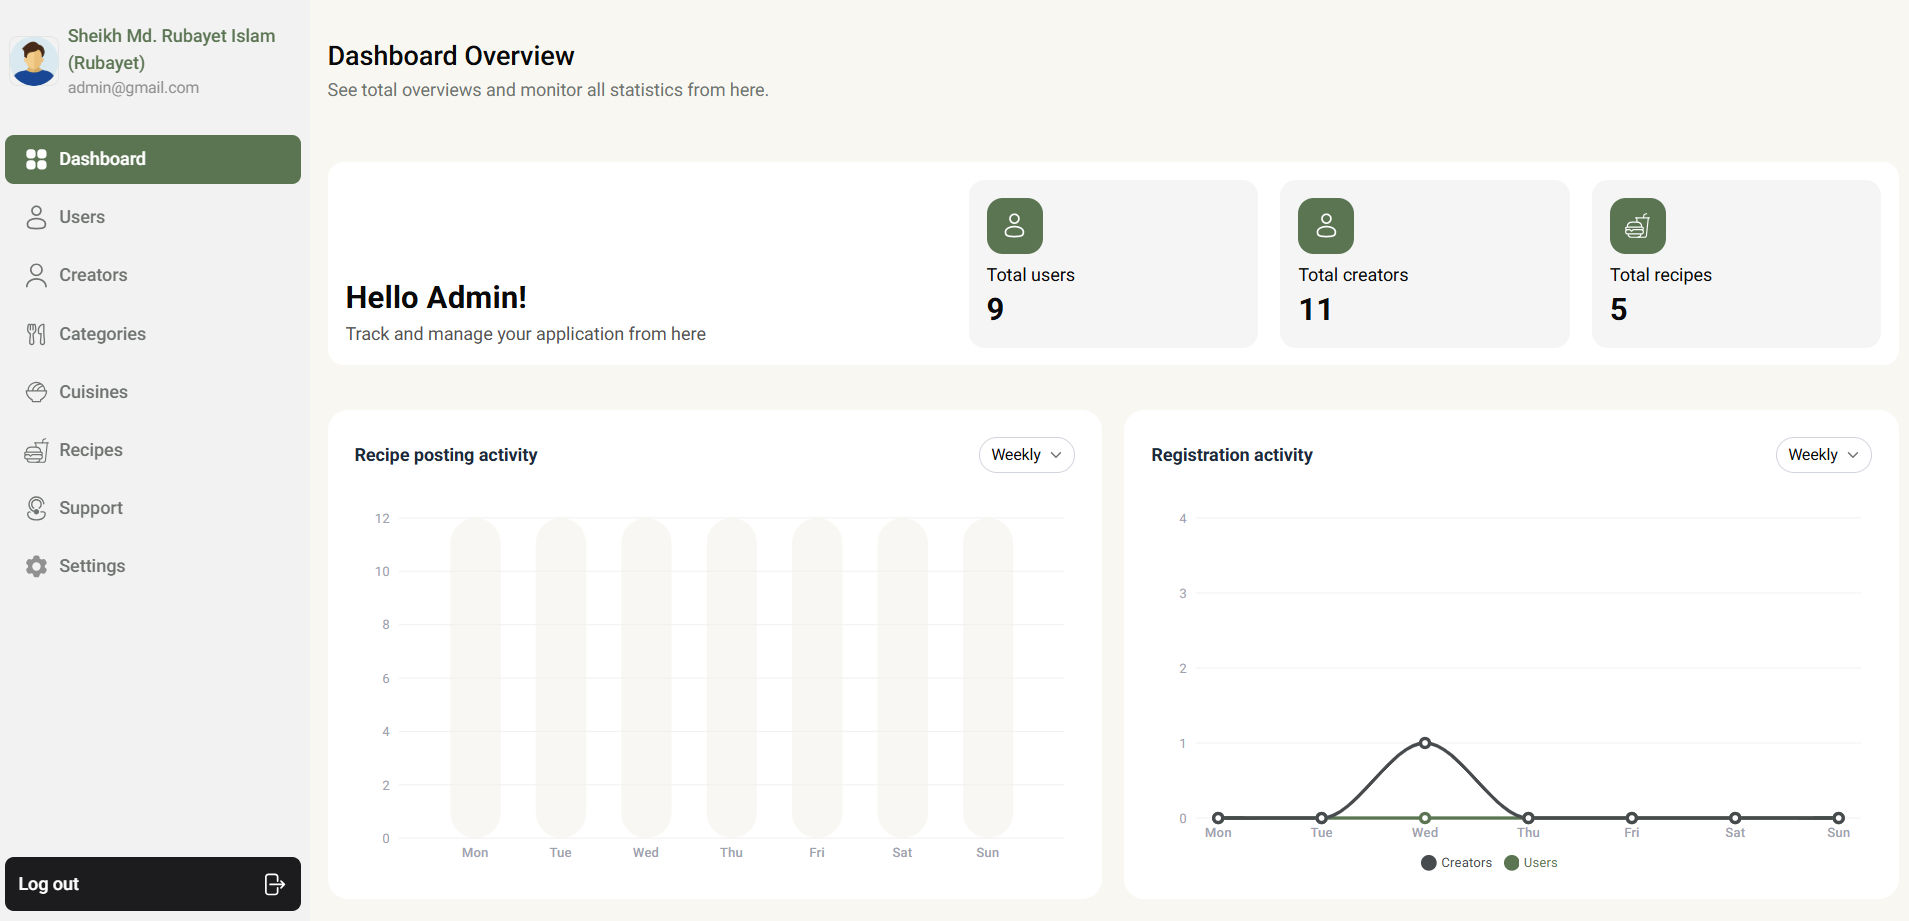 Sheikh Md. Rubayet Islam
(Rubayet)
admin@gmail.com
Dashboard
Users
Creators
Categories
Cuisines
Recipes
Support
Settings
Log out
Dashboard Overview
See total overviews and monitor all statistics from here.
Hello Admin!
Track and manage your application from here
Total users
9
Total creators
11
Total recipes
5
Recipe posting activity
Weekly
12
10
8
6
4
2
0
Mon Tue Wed Thu Fri Sat Sun
Registration activity
Weekly
4
3
2
1
0
Mon Tue Wed Thu Fri Sat Sun
Creators Users